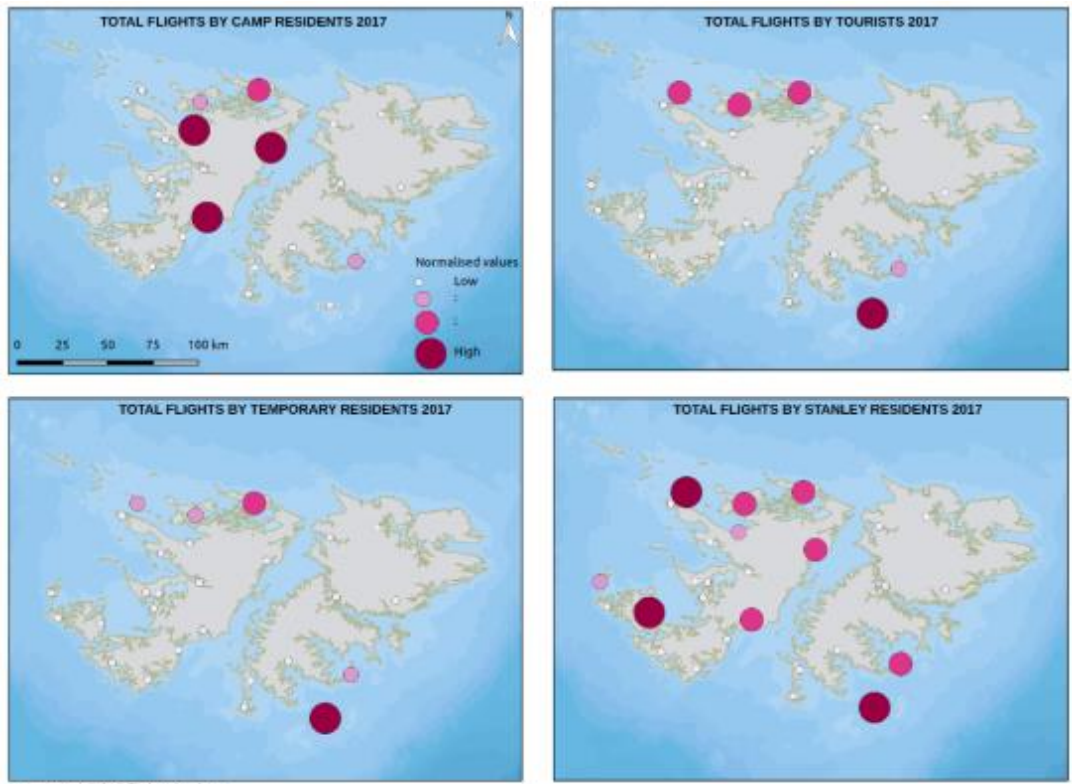 TOTAL FLIGHTS BY CAMP RESIDENTS 2017
N
Normalised values
Low
:
:
High
0 25 50 75 100 km
TOTAL FLIGHTS BY TOURISTS 2017
TOTAL FLIGHTS BY TEMPORARY RESIDENTS 2017
TOTAL FLIGHTS BY STANLEY RESIDENTS 2017